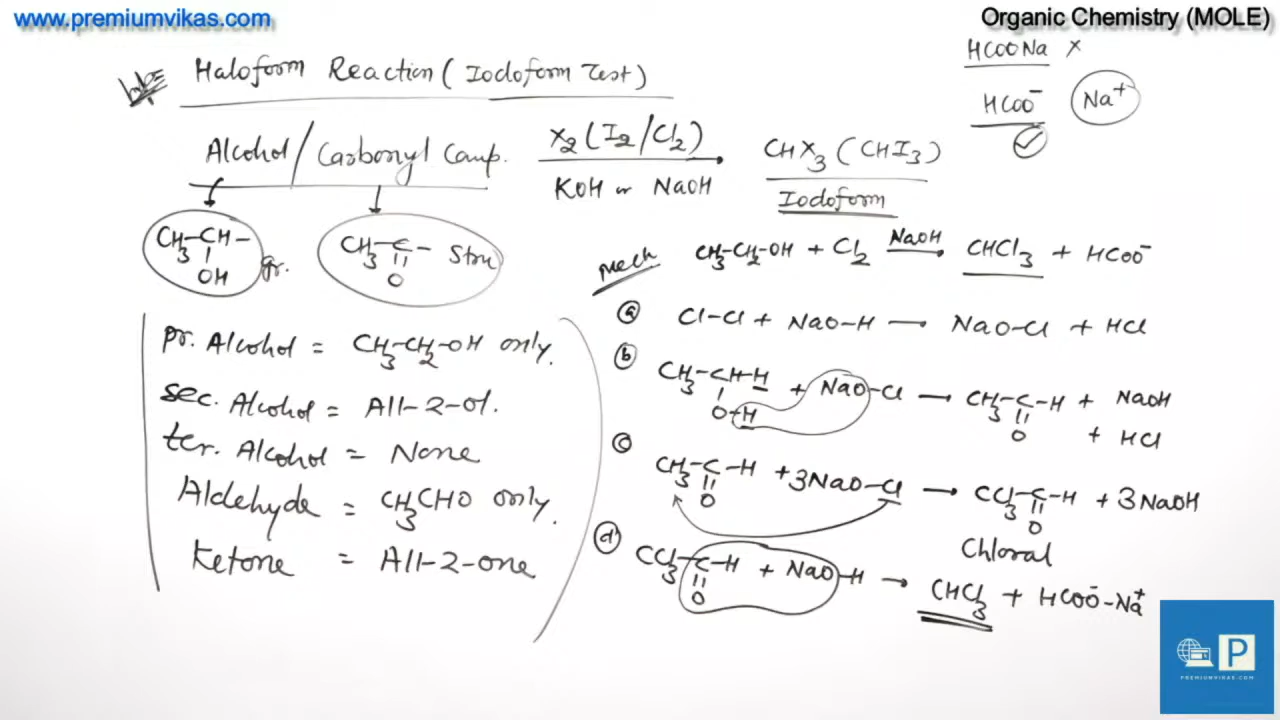 www.premiumvikas.com
Organic Chemistry (MOLE)
HCOONa ×
HCOO⁻ Na⁺
Haloform Reaction (Iodoform Test)
Alcohol / Carbonyl Comp. X₂ (I₂/Cl₂) KOH or NaOH → CHX₃ (CHI₃)
Iodoform
CH₃-CH- gr.
OH
CH₃-C- Stru
O
pr. Alcohol = CH₃-CH₂-OH only.
sec. Alcohol = All-2-ol.
ter. Alcohol = None
Aldehyde = CH₃CHO only.
Ketone = All-2-one
mech CH₃-CH₂-OH + Cl₂ NaOH → CHCl₃ + HCOO⁻
(a) Cl-Cl + NaO-H → NaO-Cl + HCl
(b) CH₃-CH-H + NaO-Cl → CH₃-C-H + NaOH
O-H O + HCl
(c) CH₃-C-H + 3NaO-Cl → CCl₃-C-H + 3NaOH
O O
Chloral
(d) CCl₃-C-H + NaO-H → CHCl₃ + HCOO⁻-Na⁺
O
P
PREMIUMVIKAS.COM